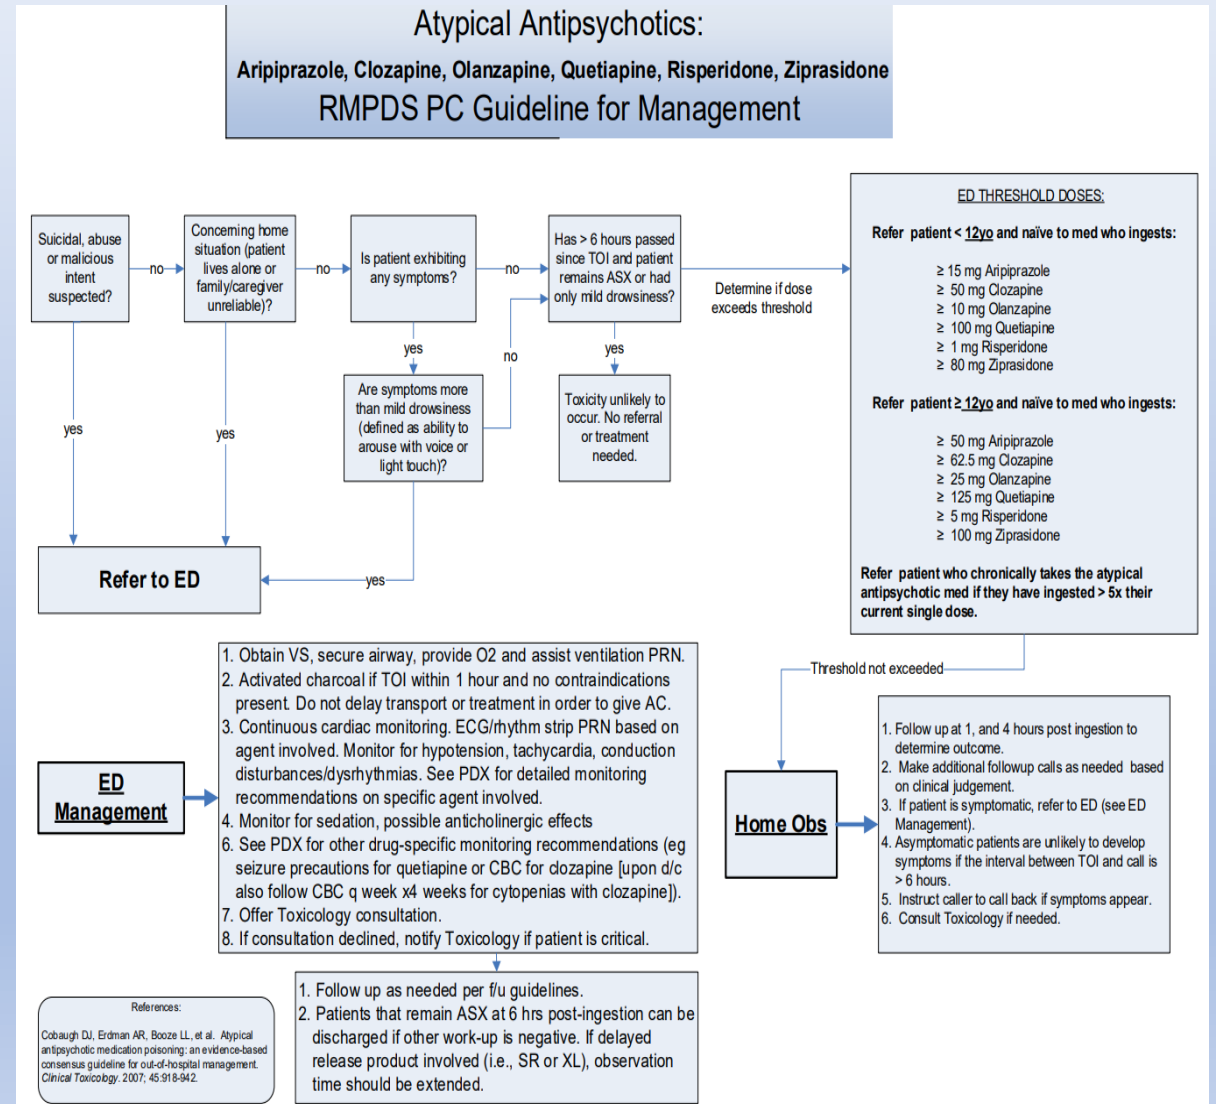 Atypical Antipsychotics:
Aripiprazole, Clozapine, Olanzapine, Quetiapine, Risperidone, Ziprasidone
RMPDS PC Guideline for Management
Suicidal, abuse
or malicious
intent
suspected?
no
Concerning home
situation (patient
lives alone or
family/caregiver
unreliable)?
no
Is patient exhibiting
any symptoms?
no
Has > 6 hours passed
since TOI and patient
remains ASX or had
only mild drowsiness?
Determine if dose
exceeds threshold
yes
yes
yes
no
yes
Are symptoms more
than mild drowsiness
(defined as ability to
arouse with voice or
light touch)?
Toxicity unlikely to
occur. No referral
or treatment
needed.
yes
Refer to ED
ED THRESHOLD DOSES:
Refer patient < 12yo and naïve to med who ingests:
≥ 15 mg Aripiprazole
≥ 50 mg Clozapine
≥ 10 mg Olanzapine
≥ 100 mg Quetiapine
≥ 1 mg Risperidone
≥ 80 mg Ziprasidone
Refer patient ≥ 12yo and naïve to med who ingests:
≥ 50 mg Aripiprazole
≥ 62.5 mg Clozapine
≥ 25 mg Olanzapine
≥ 125 mg Quetiapine
≥ 5 mg Risperidone
≥ 100 mg Ziprasidone
Refer patient who chronically takes the atypical
antipsychotic med if they have ingested > 5x their
current single dose.
Threshold not exceeded
ED
Management
1. Obtain VS, secure airway, provide O2 and assist ventilation PRN.
2. Activated charcoal if TOI within 1 hour and no contraindications
present. Do not delay transport or treatment in order to give AC.
3. Continuous cardiac monitoring. ECG/rhythm strip PRN based on
agent involved. Monitor for hypotension, tachycardia, conduction
disturbances/dysrhythmias. See PDX for detailed monitoring
recommendations on specific agent involved.
4. Monitor for sedation, possible anticholinergic effects
6. See PDX for other drug-specific monitoring recommendations (eg
seizure precautions for quetiapine or CBC for clozapine [upon d/c
also follow CBC q week x4 weeks for cytopenias with clozapine]).
7. Offer Toxicology consultation.
8. If consultation declined, notify Toxicology if patient is critical.
Home Obs
1. Follow up at 1, and 4 hours post ingestion to
determine outcome.
2. Make additional followup calls as needed based
on clinical judgement.
3. If patient is symptomatic, refer to ED (see ED
Management).
4. Asymptomatic patients are unlikely to develop
symptoms if the interval between TOI and call is
> 6 hours.
5. Instruct caller to call back if symptoms appear.
6. Consult Toxicology if needed.
1. Follow up as needed per f/u guidelines.
2. Patients that remain ASX at 6 hrs post-ingestion can be
discharged if other work-up is negative. If delayed
release product involved (i.e., SR or XL), observation
time should be extended.
References:
Cobaugh DJ, Erdman AR, Booze LL, et al. Atypical
antipsychotic medication poisoning: an evidence-based
consensus guideline for out-of-hospital management.
Clinical Toxicology. 2007; 45:918-942.